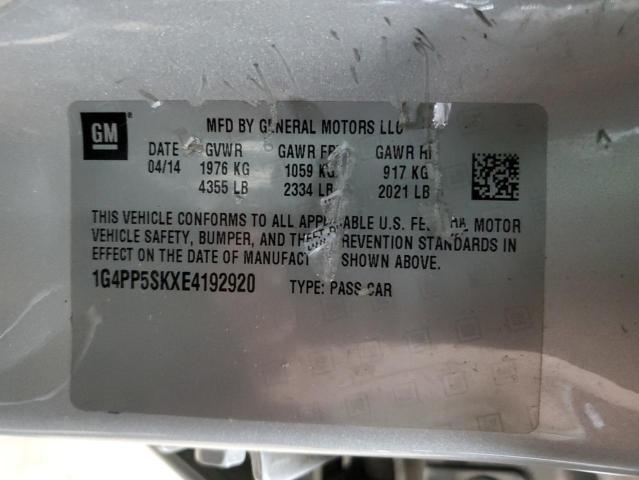 GM
MFD BY GENERAL MOTORS LLC
DATE GVWR GAWR FRT GAWR RR
04/14 1976 KG 1059 KG 917 KG
4355 LB 2334 LB 2021 LB
THIS VEHICLE CONFORMS TO ALL APPLICABLE U.S. FEDERAL MOTOR
VEHICLE SAFETY, BUMPER, AND THEFT PREVENTION STANDARDS IN
EFFECT ON THE DATE OF MANUFACTURE SHOWN ABOVE.
1G4PP5SKXE4192920 TYPE: PASS CAR